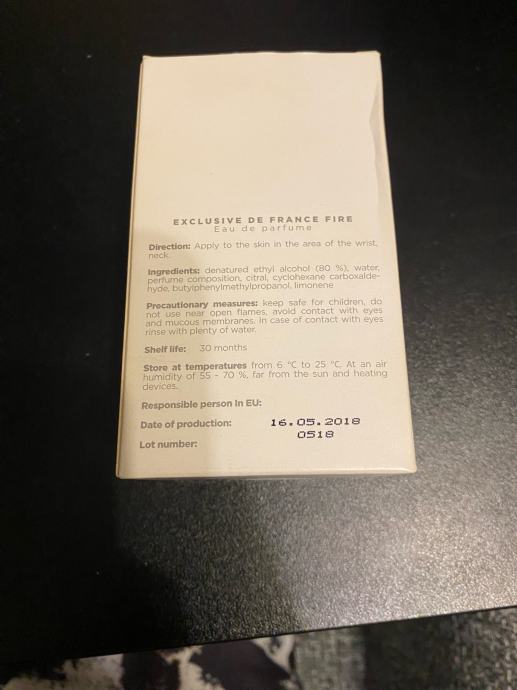 EXCLUSIVE DE FRANCE FIRE
Eau de parfume
Direction: Apply to the skin in the area of the wrist,
neck.
Ingredients: denatured ethyl alcohol (80 %), water,
perfume composition, citral, cyclohexane carboxalde-
hyde, butylphenylmethylpropanol, limonene
Precautionary measures: keep safe for children, do
not use near open flames, avoid contact with eyes
and mucous membranes. In case of contact with eyes
rinse with plenty of water.
Shelf life: 30 months
Store at temperatures from 6 °C to 25 °C. At an air
humidity of 55 - 70 %, far from the sun and heating
devices.
Responsible person in EU:
Date of production: 16.05.2018
Lot number: 0518